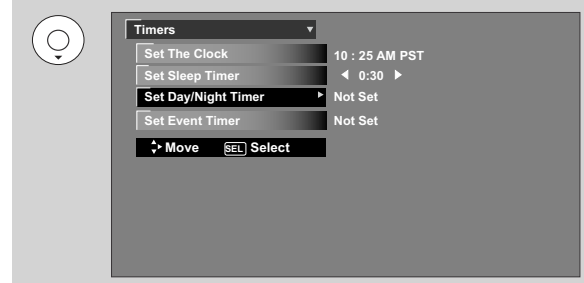 Timers
Set The Clock 10 : 25 AM PST
Set Sleep Timer 0:30
Set Day/Night Timer Not Set
Set Event Timer Not Set
Move SEL Select